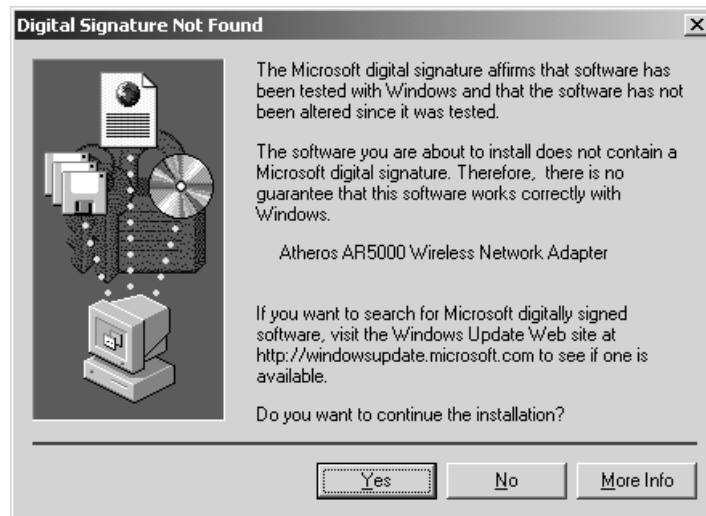 Digital Signature Not Found
The Microsoft digital signature affirms that software has
been tested with Windows and that the software has not
been altered since it was tested.
The software you are about to install does not contain a
Microsoft digital signature. Therefore,  there is no
guarantee that this software works correctly with
Windows.
Atheros AR5000 Wireless Network Adapter
If you want to search for Microsoft digitally signed
software, visit the Windows Update Web site at
http://windowsupdate.microsoft.com to see if one is
available.
Do you want to continue the installation?
Yes No More Info